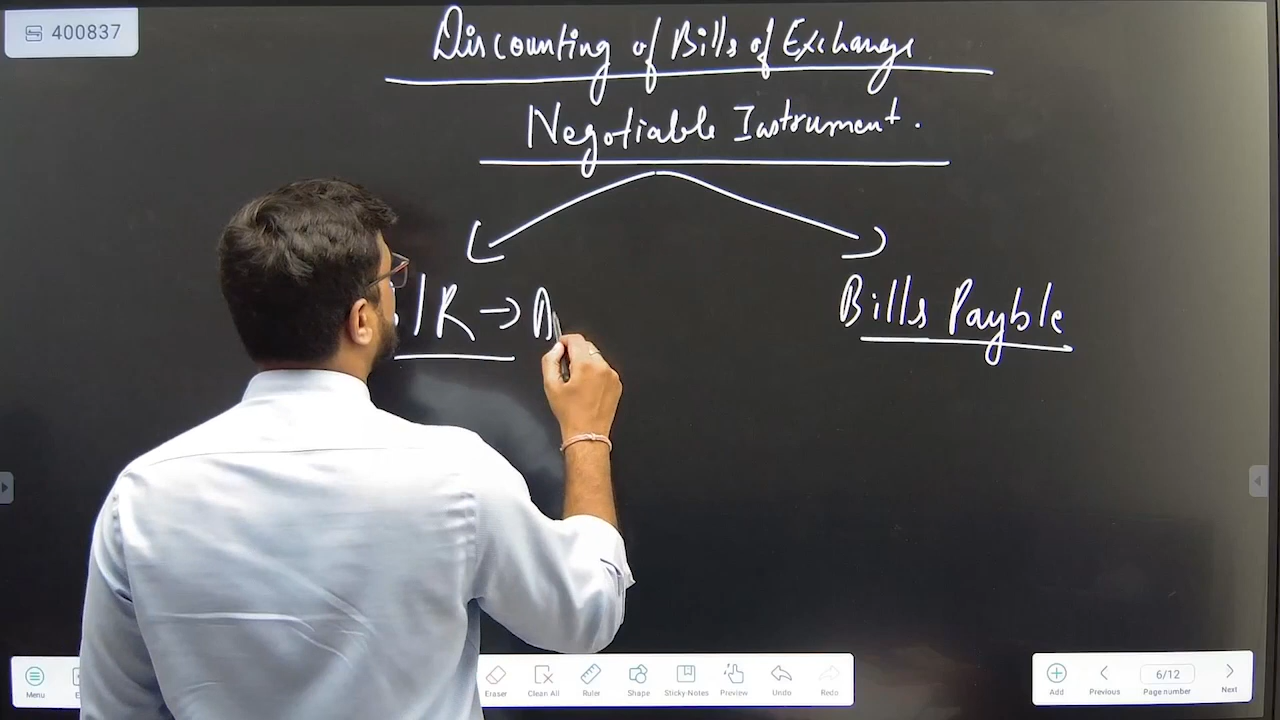 400837
Discounting of Bills of Exchange
Negotiable Instrument.
/R → A
Bills Payble
Menu
Eraser
Clean All
Ruler
Shape
Sticky-Notes
Preview
Undo
Redo
Add
Previous
6/12
Page number
Next